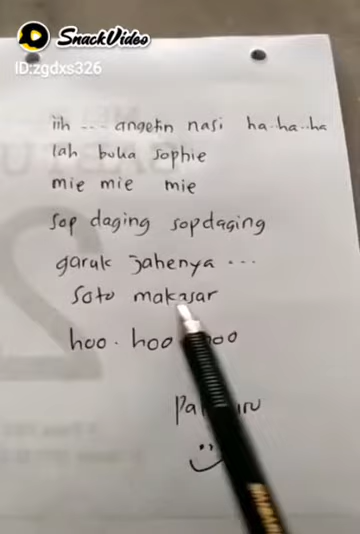 SnackVideo
ID:zgdxs326
iih --- angetin nasi ha-ha-ha
lah buka sophie
mie mie mie
sop daging sopdaging
garuk jahenya ...
Soto makasar
hoo. hoo